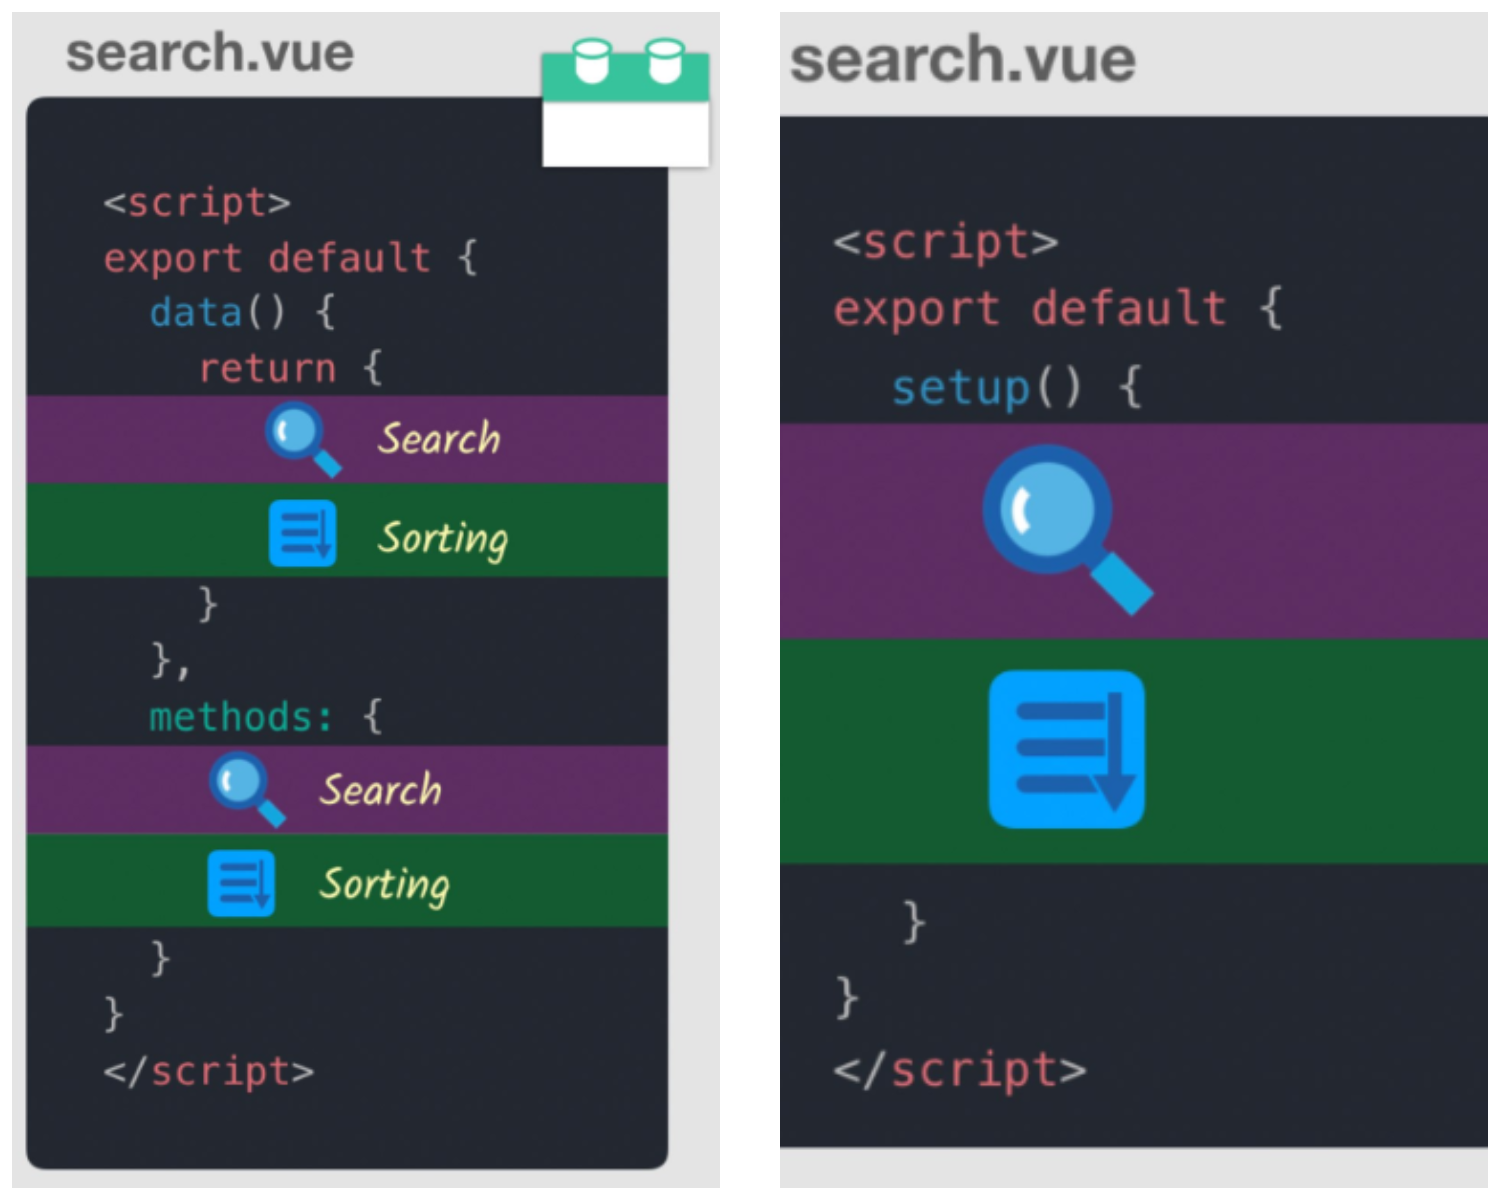 search.vue
<script>
export default {
data() {
return {
Search
Sorting
}
},
methods: {
Search
Sorting
}
}
</script>
search.vue
<script>
export default {
setup() {
}
}
</script>